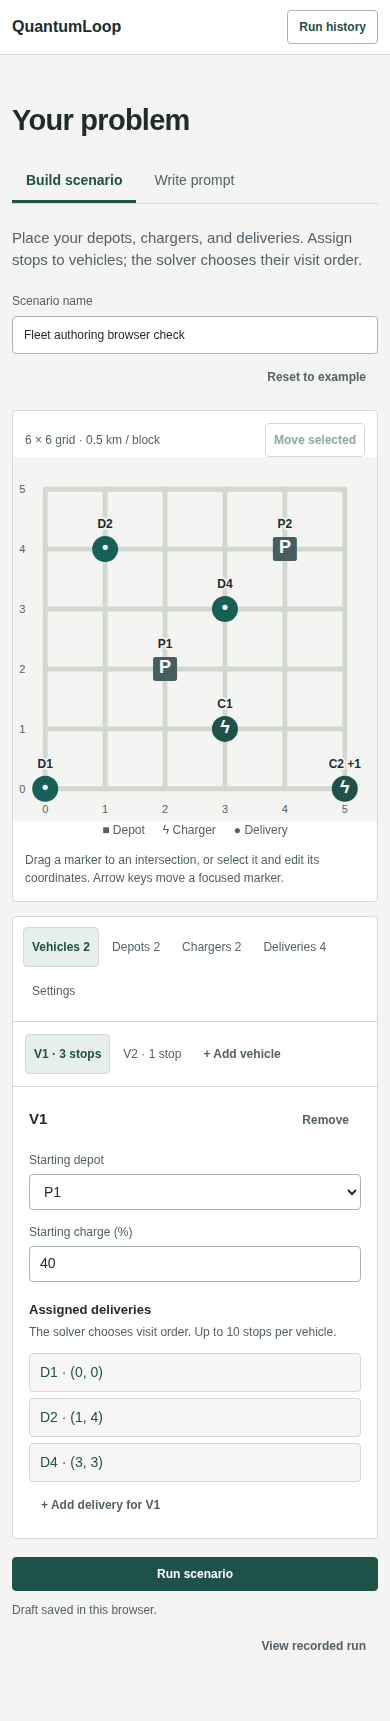 QuantumLoop
Run history
Your problem
Build scenario
Write prompt
Place your depots, chargers, and deliveries. Assign
stops to vehicles; the solver chooses their visit order.
Scenario name
Fleet authoring browser check
Reset to example
6 × 6 grid · 0.5 km / block
Move selected
5
D2
P2
4
P
D4
3
P1
2
P
C1
1
D1
C2 +1
0
0 1 2 3 4 5
■ Depot ϟ Charger ● Delivery
Drag a marker to an intersection, or select it and edit its
coordinates. Arrow keys move a focused marker.
Vehicles 2
Depots 2
Chargers 2
Deliveries 4
Settings
V1 · 3 stops
V2 · 1 stop
+ Add vehicle
V1
Remove
Starting depot
P1
Starting charge (%)
40
Assigned deliveries
The solver chooses visit order. Up to 10 stops per vehicle.
D1 · (0, 0)
D2 · (1, 4)
D4 · (3, 3)
+ Add delivery for V1
Run scenario
Draft saved in this browser.
View recorded run